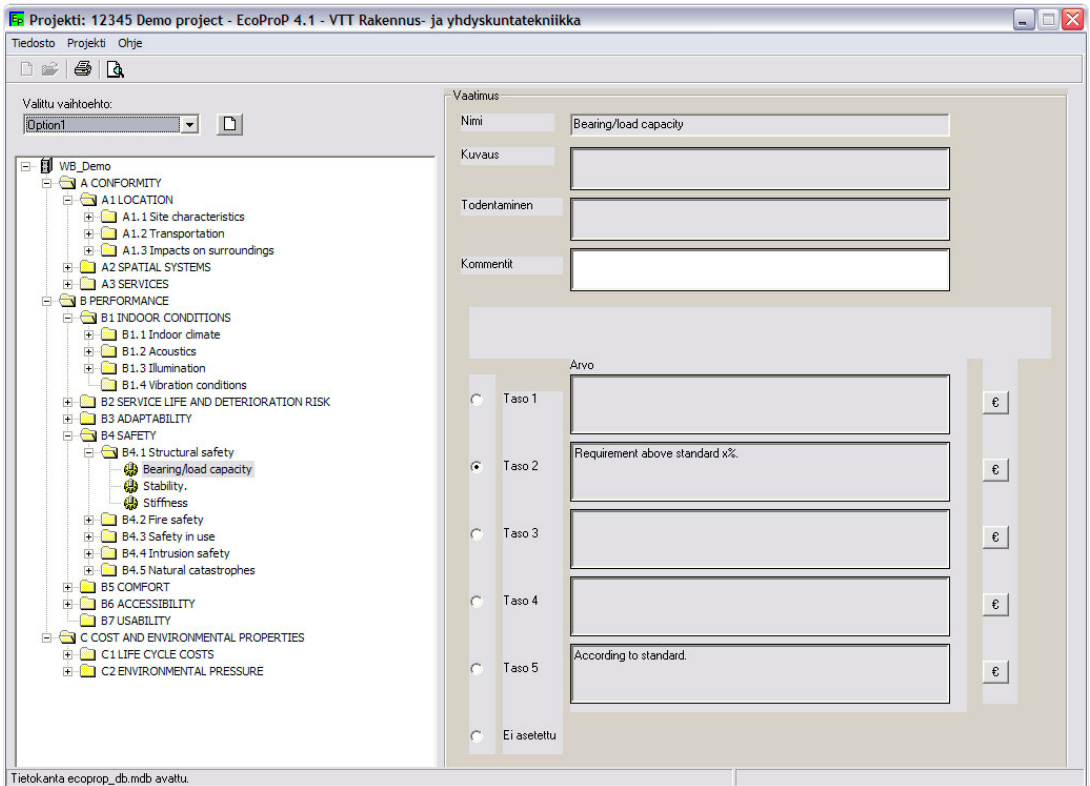 Projekti: 12345 Demo project - EcoProP 4.1 - VTT Rakennus- ja yhdyskuntatekniikka
Tiedosto Projekti Ohje
Valittu vaihtoehto:
Option1
WB_Demo
A CONFORMITY
A1 LOCATION
A1.1 Site characteristics
A1.2 Transportation
A1.3 Impacts on surroundings
A2 SPATIAL SYSTEMS
A3 SERVICES
B PERFORMANCE
B1 INDOOR CONDITIONS
B1.1 Indoor climate
B1.2 Acoustics
B1.3 Illumination
B1.4 Vibration conditions
B2 SERVICE LIFE AND DETERIORATION RISK
B3 ADAPTABILITY
B4 SAFETY
B4.1 Structural safety
Bearing/load capacity
Stability.
Stiffness
B4.2 Fire safety
B4.3 Safety in use
B4.4 Intrusion safety
B4.5 Natural catastrophes
B5 COMFORT
B6 ACCESSIBILITY
B7 USABILITY
C COST AND ENVIRONMENTAL PROPERTIES
C1 LIFE CYCLE COSTS
C2 ENVIRONMENTAL PRESSURE
Vaatimus
Nimi
Bearing/load capacity
Kuvaus
Todentaminen
Kommentit
Arvo
Taso 1
€
Taso 2
Requirement above standard x%.
€
Taso 3
€
Taso 4
€
Taso 5
According to standard.
€
Ei asetettu
Tietokanta ecoprop_db.mdb avattu.